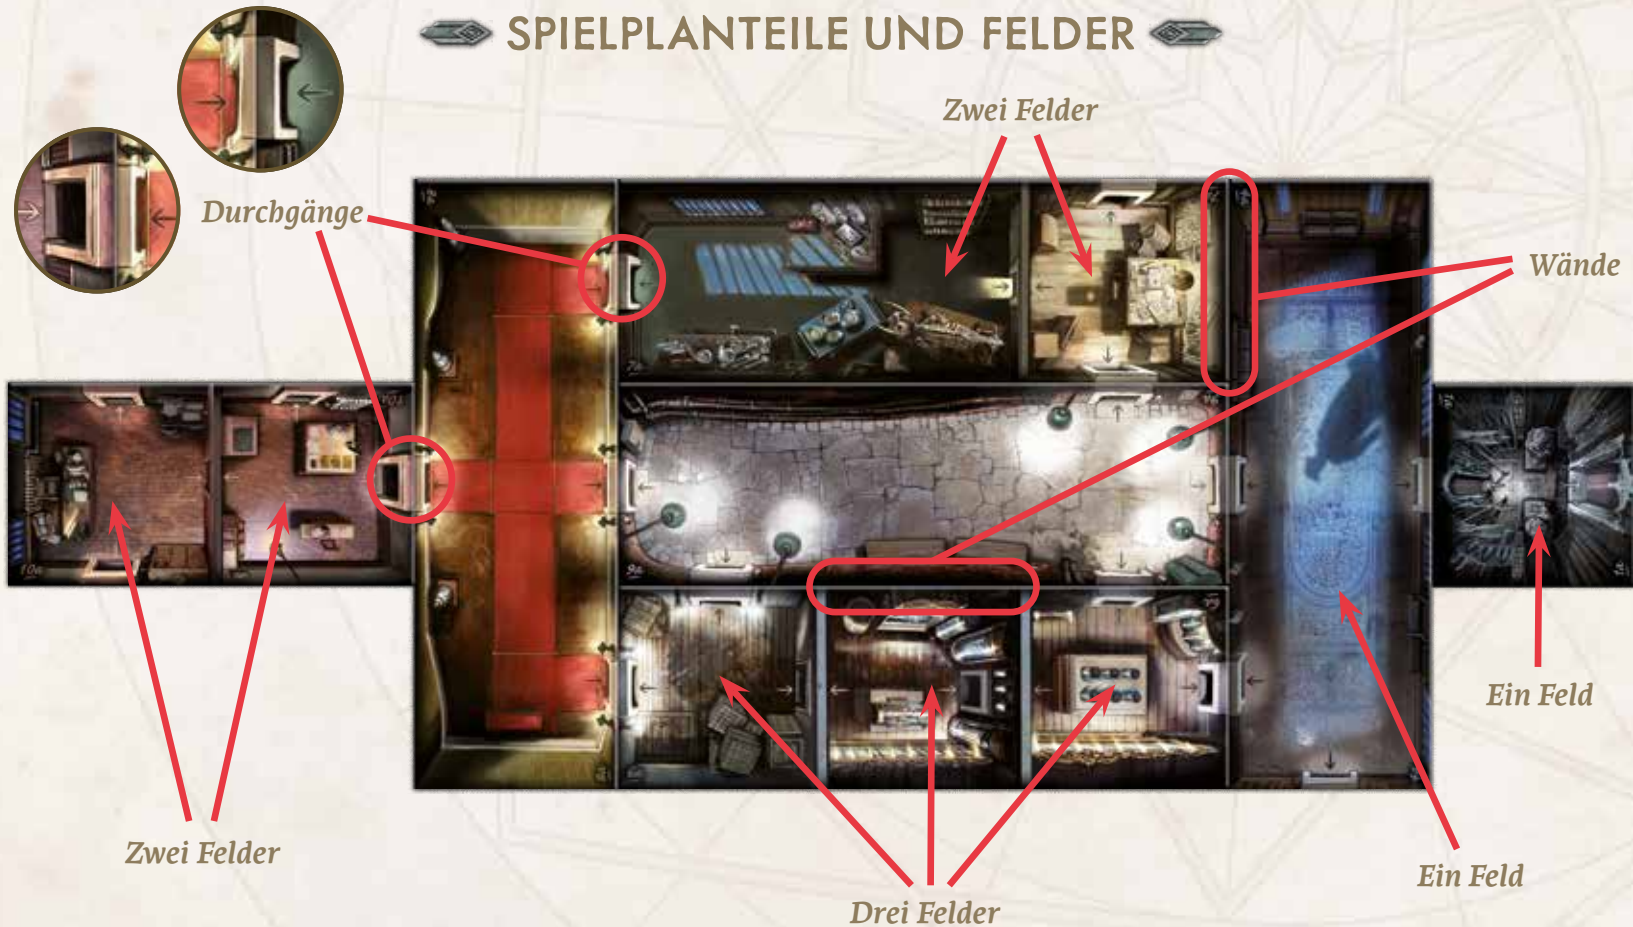 SPIELPLANTEILE UND FELDER
Zwei Felder
Durchgänge
Wände
Ein Feld
Zwei Felder
Ein Feld
Drei Felder